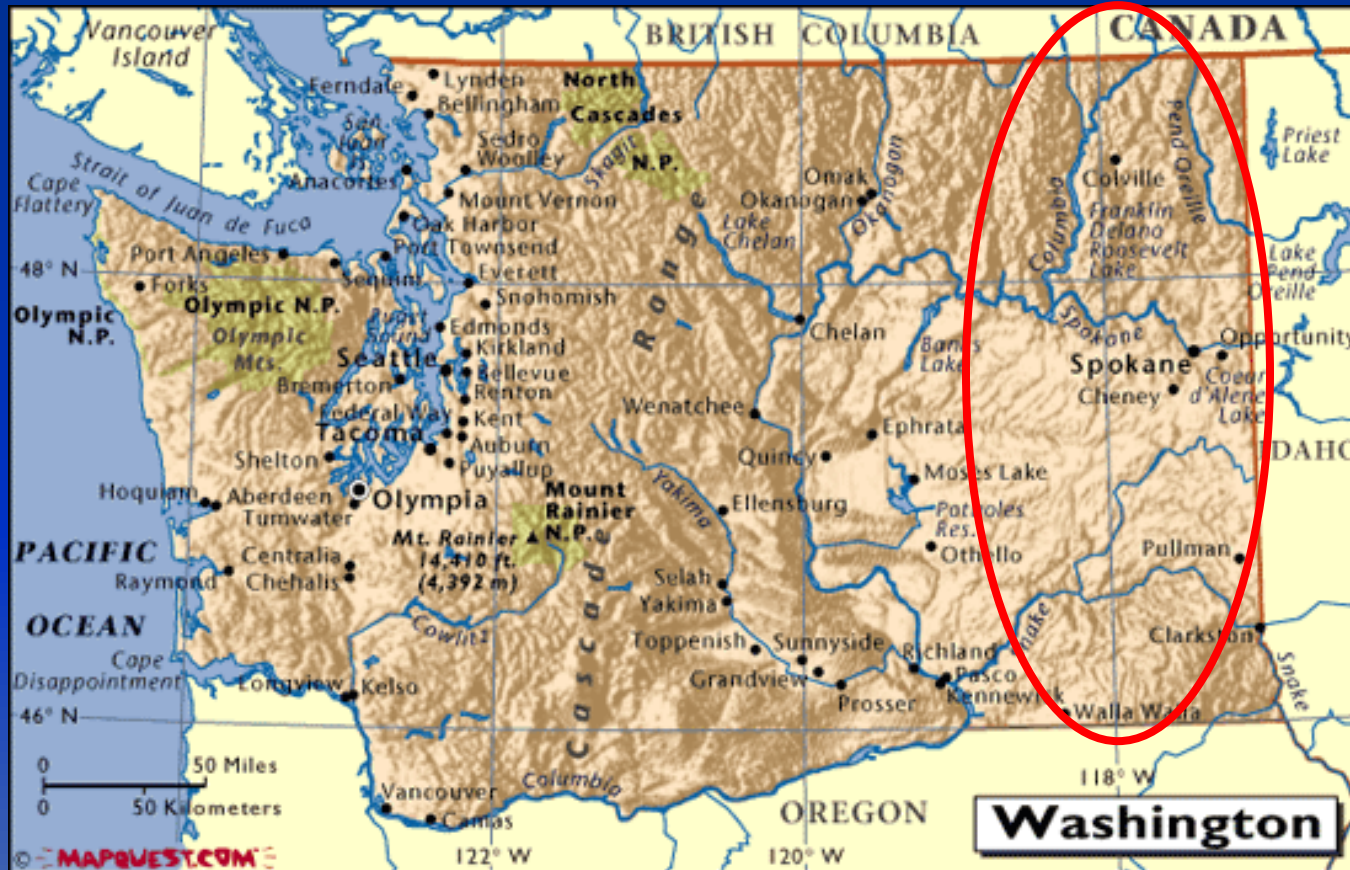 Vancouver
Island
BRITISH COLUMBIA
CANADA
Ferndale
Lynden
Bellingham
North
Cascades
N.P.
San
Juan
Is.
Sedro
Woolley
Skagit
Anacortes
Mount Vernon
Strait of Juan de Fuca
Cape
Flattery
Oak Harbor
Port Townsend
Port Angeles
Sequim
Everett
Snohomish
48° N
Forks
Olympic N.P.
Olympic
N.P.
Olympic
Mts.
Puget
Sound
Edmonds
Kirkland
Seattle
Bellevue
Bremerton
Renton
Federal Way
Kent
Tacoma
Auburn
Puyallup
Shelton
Hoquiam
Aberdeen
Tumwater
Olympia
Mount
Rainier
N.P.
Mt. Rainier
14,410 ft.
(4,392 m)
PACIFIC
OCEAN
Centralia
Chehalis
Raymond
Cowlitz
Cape
Disappointment
Longview
Kelso
46° N
Vancouver
Camas
Columbia
Cascade Range
Omak
Okanogan
Okanogan
Lake
Chelan
Chelan
Banks
Lake
Wenatchee
Ephrata
Quincy
Moses Lake
Yakima
Ellensburg
Potholes
Res.
Othello
Selah
Yakima
Toppenish
Sunnyside
Grandview
Prosser
Richland
Pasco
Kennewick
Snake
Walla Walla
Columbia
Colville
Franklin
Delano
Roosevelt
Lake
Pend Oreille
Priest
Lake
Lake
Pend
Oreille
Spokane
Opportunity
Spokane
Cheney
Coeur
d'Alene
Lake
IDAHO
Pullman
Clarkston
Snake
0 50 Miles
0 50 Kilometers
122° W
120° W
118° W
OREGON
Washington
© MAPQUEST.COM